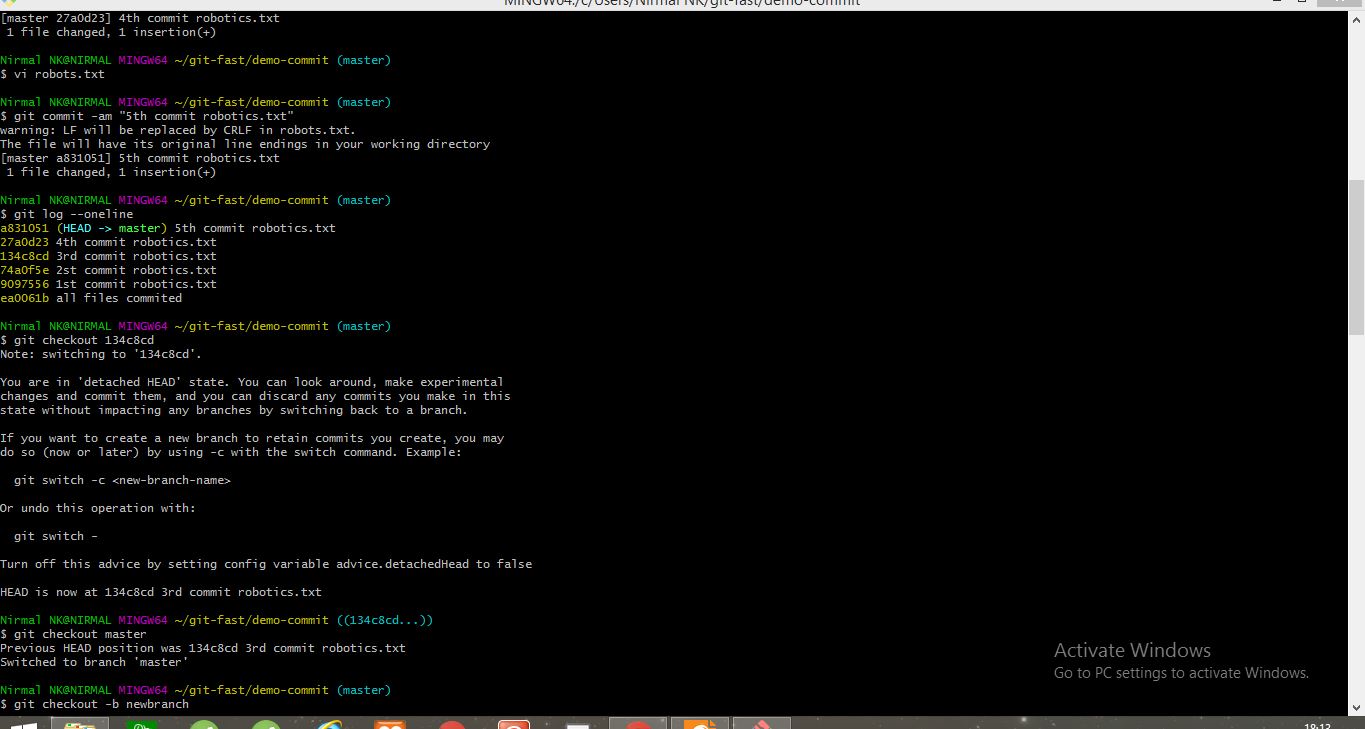 MINGW64:/c/Users/Nirmal NK/git-fast/demo-commit
[master 27a0d23] 4th commit robotics.txt
 1 file changed, 1 insertion(+)
Nirmal NK@NIRMAL MINGW64 ~/git-fast/demo-commit (master)
$ vi robots.txt
Nirmal NK@NIRMAL MINGW64 ~/git-fast/demo-commit (master)
$ git commit -am "5th commit robotics.txt"
warning: LF will be replaced by CRLF in robots.txt.
The file will have its original line endings in your working directory
[master a831051] 5th commit robotics.txt
 1 file changed, 1 insertion(+)
Nirmal NK@NIRMAL MINGW64 ~/git-fast/demo-commit (master)
$ git log --oneline
a831051 (HEAD -> master) 5th commit robotics.txt
27a0d23 4th commit robotics.txt
134c8cd 3rd commit robotics.txt
74a0f5e 2st commit robotics.txt
9097556 1st commit robotics.txt
ea0061b all files commited
Nirmal NK@NIRMAL MINGW64 ~/git-fast/demo-commit (master)
$ git checkout 134c8cd
Note: switching to '134c8cd'.
You are in 'detached HEAD' state. You can look around, make experimental
changes and commit them, and you can discard any commits you make in this
state without impacting any branches by switching back to a branch.
If you want to create a new branch to retain commits you create, you may
do so (now or later) by using -c with the switch command. Example:
  git switch -c <new-branch-name>
Or undo this operation with:
  git switch -
Turn off this advice by setting config variable advice.detachedHead to false
HEAD is now at 134c8cd 3rd commit robotics.txt
Nirmal NK@NIRMAL MINGW64 ~/git-fast/demo-commit ((134c8cd...))
$ git checkout master
Previous HEAD position was 134c8cd 3rd commit robotics.txt
Switched to branch 'master'
Nirmal NK@NIRMAL MINGW64 ~/git-fast/demo-commit (master)
$ git checkout -b newbranch
Activate Windows
Go to PC settings to activate Windows.